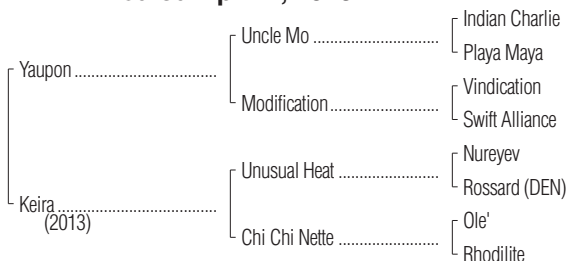 Indian Charlie
Uncle Mo
Playa Maya
Yaupon
Vindication
Modification
Swift Alliance
Nureyev
Unusual Heat
Rossard (DEN)
Keira
(2013)
Ole'
Chi Chi Nette
Rhodilite